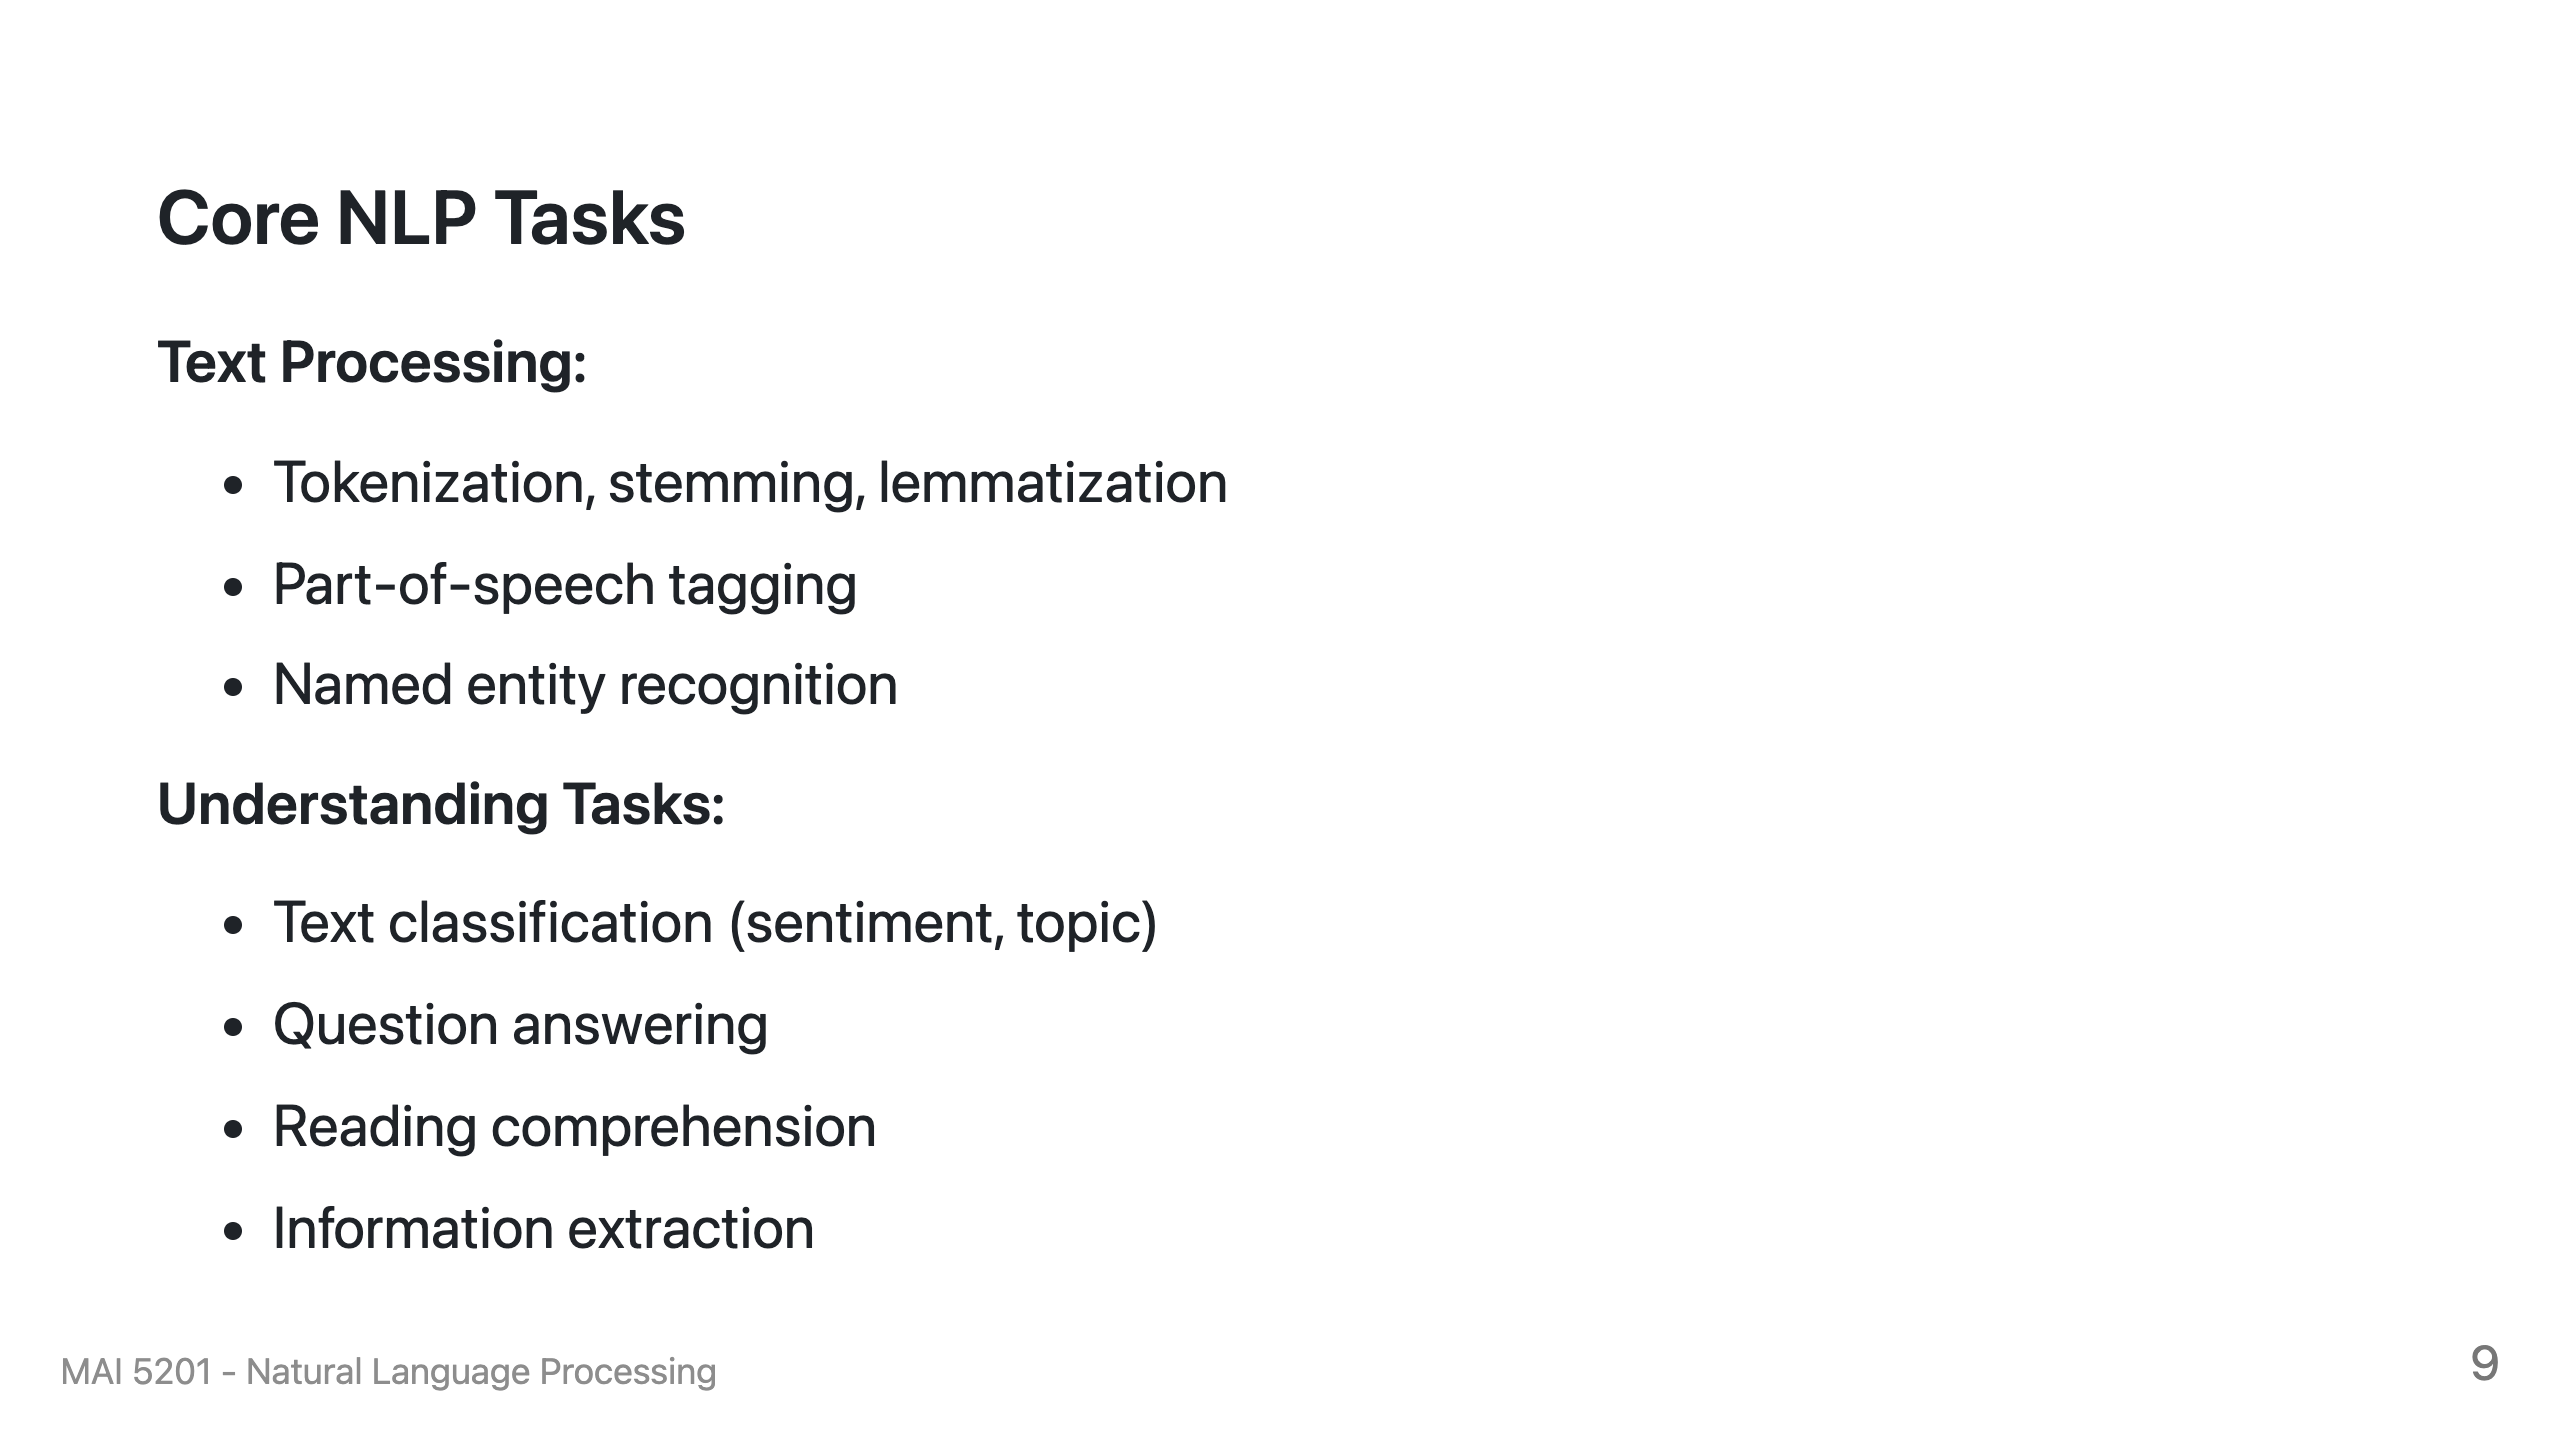 Core NLP Tasks
Text Processing:
• Tokenization, stemming, lemmatization
• Part-of-speech tagging
• Named entity recognition
Understanding Tasks:
• Text classification (sentiment, topic)
• Question answering
• Reading comprehension
• Information extraction
MAI 5201 - Natural Language Processing
9